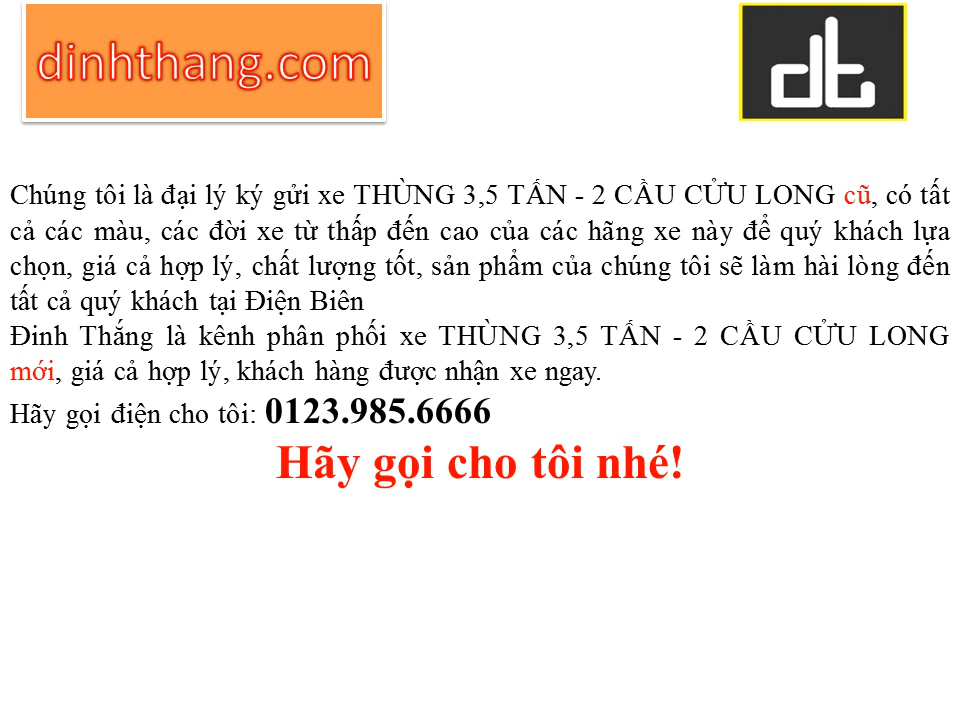 dinhthang.com
dt
Chúng tôi là đại lý ký gửi xe THÙNG 3,5 TẤN - 2 CẦU CỬU LONG cũ, có tất
cả các màu, các đời xe từ thấp đến cao của các hãng xe này để quý khách lựa
chọn, giá cả hợp lý, chất lượng tốt, sản phẩm của chúng tôi sẽ làm hài lòng đến
tất cả quý khách tại Điện Biên
Đinh Thắng là kênh phân phối xe THÙNG 3,5 TẤN - 2 CẦU CỬU LONG
mới, giá cả hợp lý, khách hàng được nhận xe ngay.
Hãy gọi điện cho tôi: 0123.985.6666
Hãy gọi cho tôi nhé!